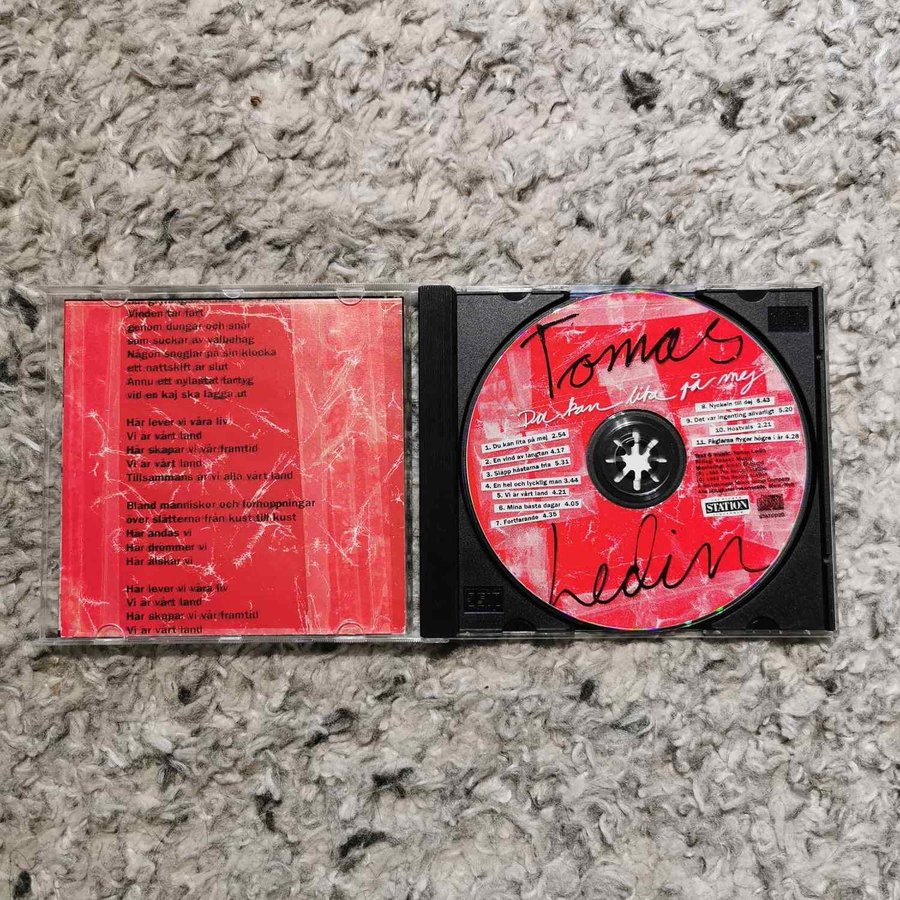 Vinden tar fart
genom dungar och snår
som suckar av välbehag
Någon sneglar på sin klocka
ett nattskift är slut
Ännu ett nylastat fartyg
vid en kaj ska lägga ut
Här lever vi våra liv
Vi är vårt land
Här skapar vi vår framtid
Vi är vårt land
Tillsammans är vi alla vårt land
Bland människor och förhoppningar
över slätterna från kust till kust
Här andas vi
Här drömmer vi
Här älskar vi
Här lever vi våra liv
Vi är vårt land
Här skapar vi vår framtid
Vi är vårt land
Tomas
Du kan lita på mej
1. Du kan lita på mej 2.54
2. En vind av längtan 4.17
3. Släpp hästarna fria 5.31
4. En hel och lycklig man 3.44
5. Vi är vårt land 4.21
6. Mina bästa dagar 4.05
7. Fortfarande 4.35
8. Nyckeln till dej 6.43
9. Det var ingenting allvarligt 5.20
10. Höstvals 2.21
11. Fåglarna flyger högre i år 4.28
STATION
Ledin